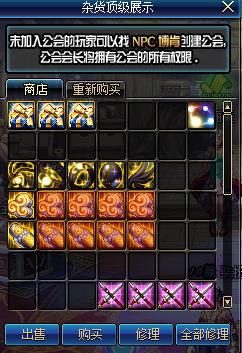 杂货顶级展示
未加入公会的玩家可以找 NPC 博肯创建公会,
公会会长将拥有公会的所有权限 .
商店 重新购买
出售 购买 修理 全部修理